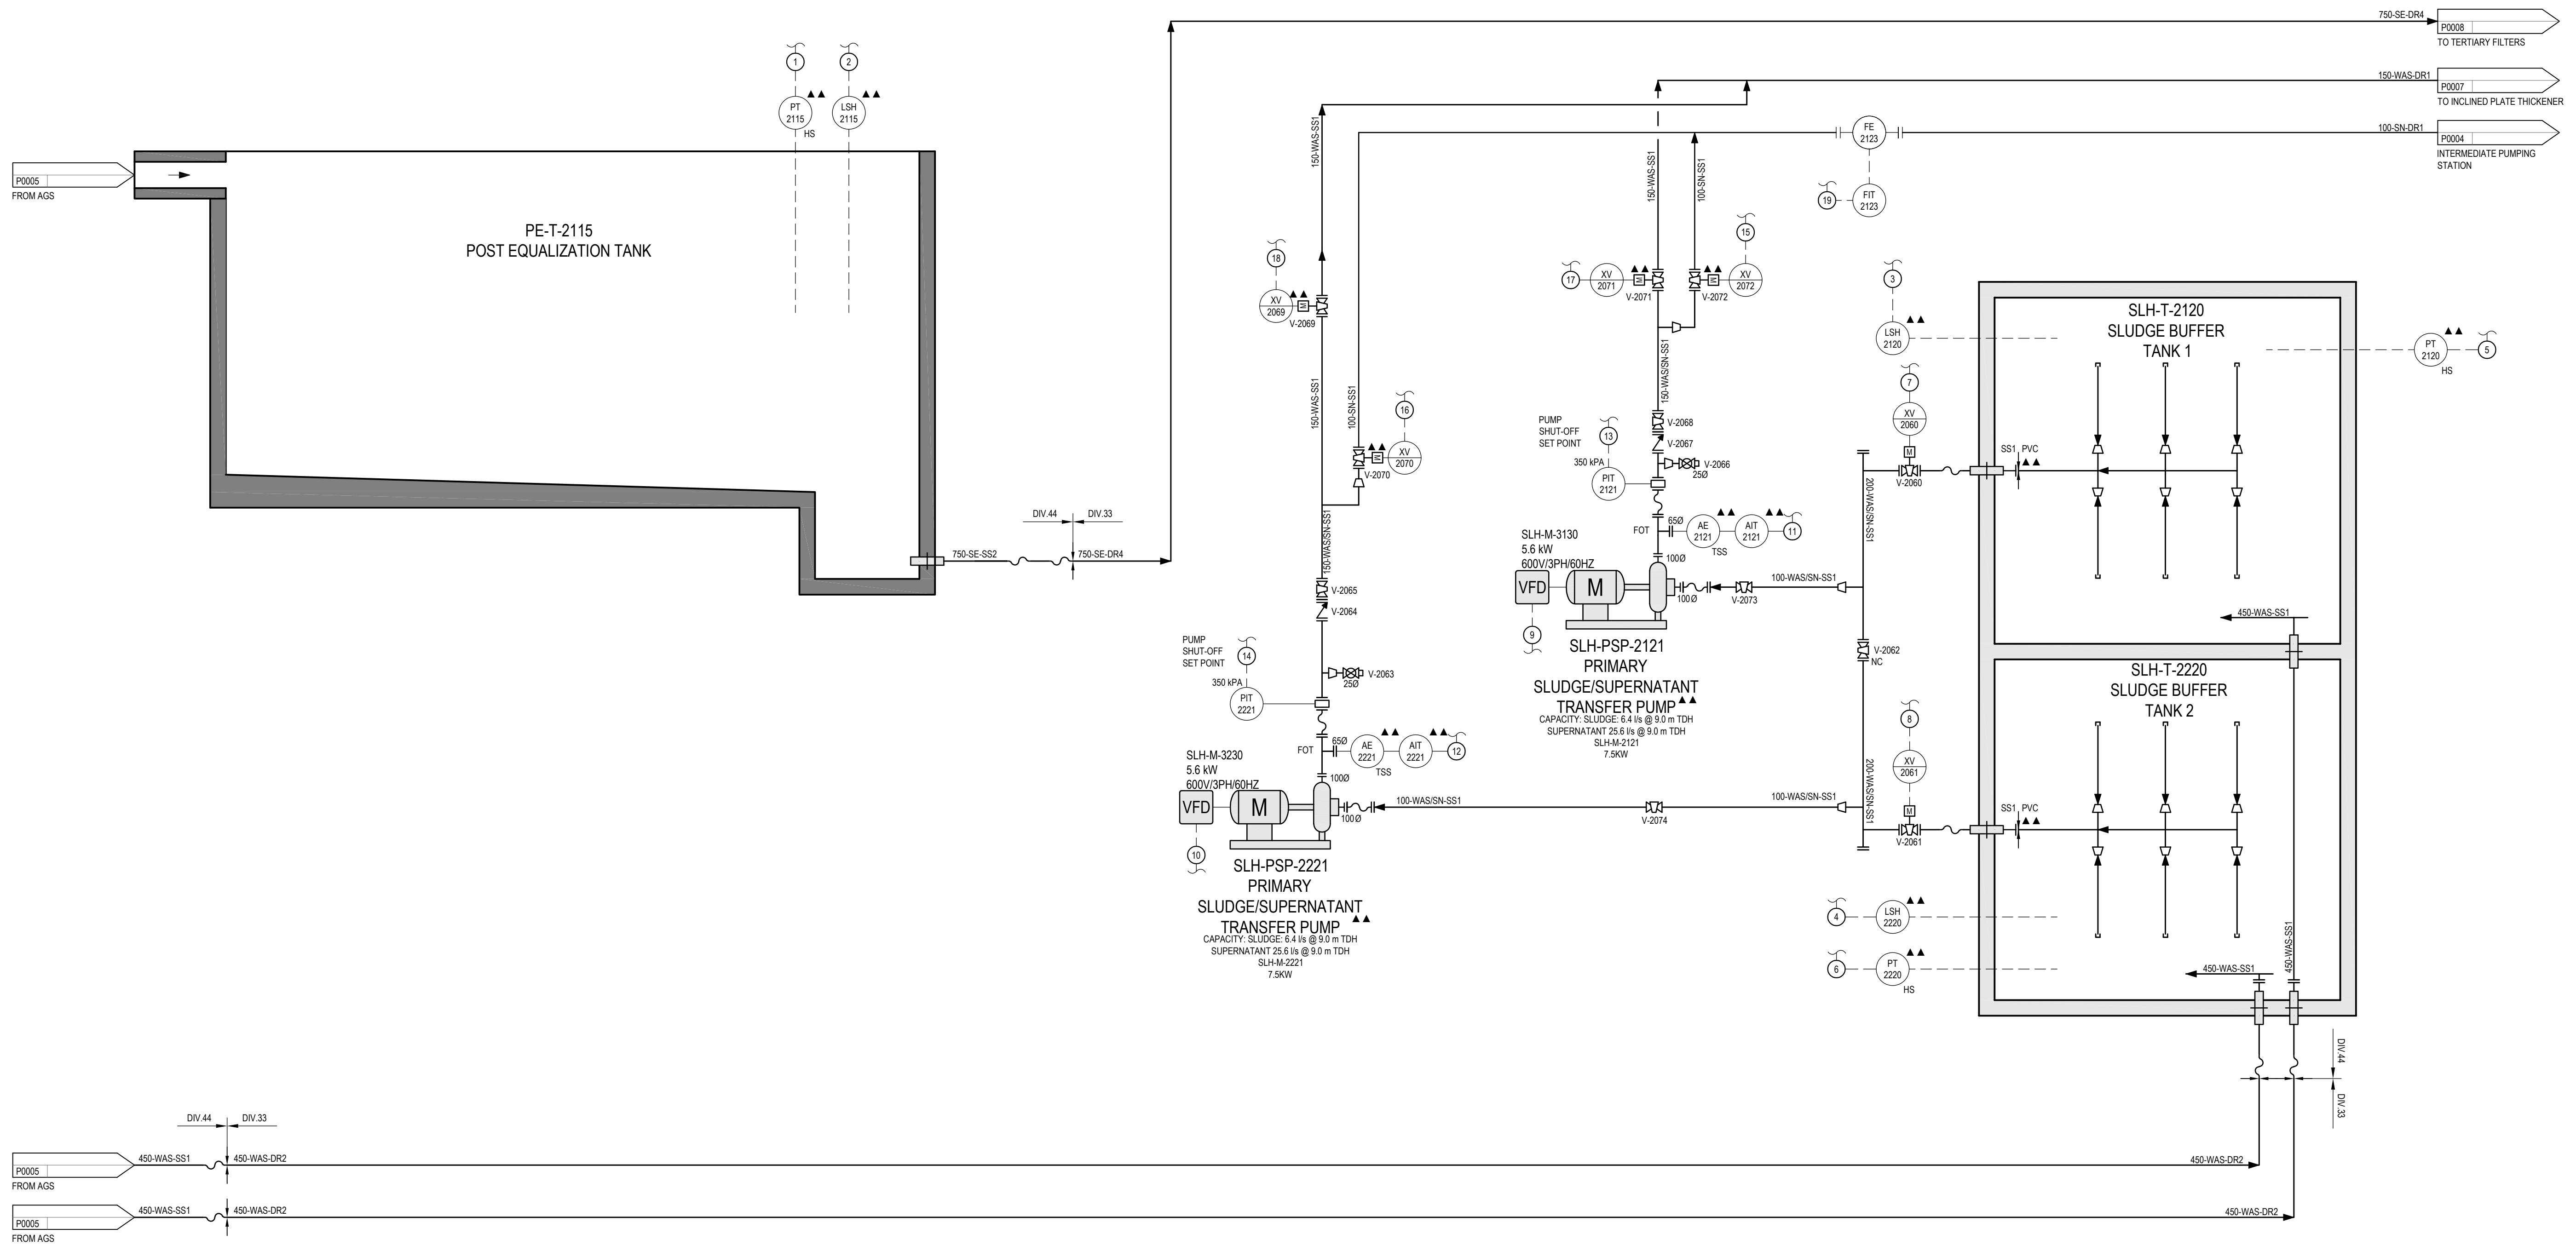 750-SE-DR4
P0008
TO TERTIARY FILTERS
150-WAS-DR1
P0007
TO INCLINED PLATE THICKENER
100-SN-DR1
P0004
INTERMEDIATE PUMPING
STATION
1
2
PT
2115
HS
LSH
2115
P0005
FROM AGS
PE-T-2115
POST EQUALIZATION TANK
750-SE-SS2
DIV.44
DIV.33
750-SE-DR4
150-WAS-SS1
18
XV
2069
M
V-2069
150-WAS-SS1
100-SN-SS1
16
XV
2070
M
V-2070
150-WAS/SN-SS1
V-2065
V-2064
PUMP
SHUT-OFF
SET POINT
14
350 kPA
PIT
2221
V-2063
25Ø
FOT
65Ø
AE
2221
TSS
AIT
2221
12
100Ø
SLH-M-3230
5.6 kW
600V/3PH/60HZ
VFD
M
100Ø
10
SLH-PSP-2221
PRIMARY
SLUDGE/SUPERNATANT
TRANSFER PUMP
CAPACITY: SLUDGE: 6.4 l/s @ 9.0 m TDH
SUPERNATANT 25.6 l/s @ 9.0 m TDH
SLH-M-2221
7.5KW
100-WAS/SN-SS1
V-2074
100-WAS/SN-SS1
FE
2123
FIT
2123
19
150-WAS-SS1
100-SN-SS1
17
XV
2071
M
V-2071
15
XV
2072
M
V-2072
150-WAS/SN-SS1
V-2068
V-2067
PUMP
SHUT-OFF
SET POINT
13
350 kPA
PIT
2121
V-2066
25Ø
FOT
65Ø
AE
2121
TSS
AIT
2121
11
100Ø
SLH-M-3130
5.6 kW
600V/3PH/60HZ
VFD
M
100Ø
9
V-2073
100-WAS/SN-SS1
SLH-PSP-2121
PRIMARY
SLUDGE/SUPERNATANT
TRANSFER PUMP
CAPACITY: SLUDGE: 6.4 l/s @ 9.0 m TDH
SUPERNATANT 25.6 l/s @ 9.0 m TDH
SLH-M-2121
7.5KW
200-WAS/SN-SS1
V-2062
NC
200-WAS/SN-SS1
3
LSH
2120
7
XV
2060
M
V-2060
SS1
PVC
SLH-T-2120
SLUDGE BUFFER
TANK 1
PT
2120
HS
5
450-WAS-SS1
SLH-T-2220
SLUDGE BUFFER
TANK 2
8
XV
2061
M
V-2061
SS1
PVC
4
LSH
2220
6
PT
2220
HS
450-WAS-SS1
450-WAS-SS1
DIV.44
DIV.33
DIV.44
DIV.33
P0005
FROM AGS
450-WAS-SS1
450-WAS-DR2
450-WAS-DR2
P0005
FROM AGS
450-WAS-SS1
450-WAS-DR2
450-WAS-DR2